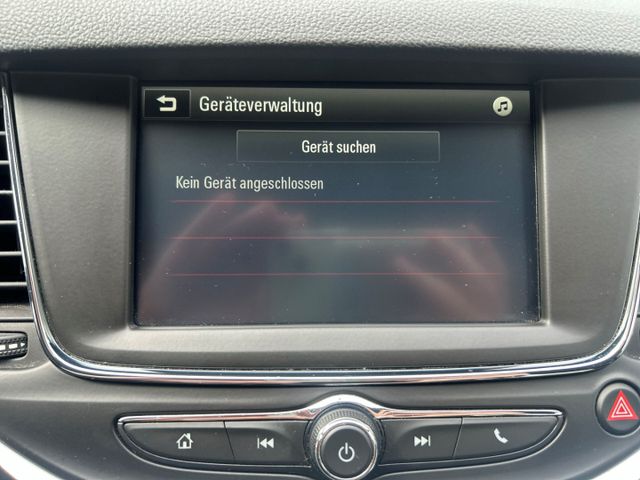 Geräteverwaltung
Gerät suchen
Kein Gerät angeschlossen